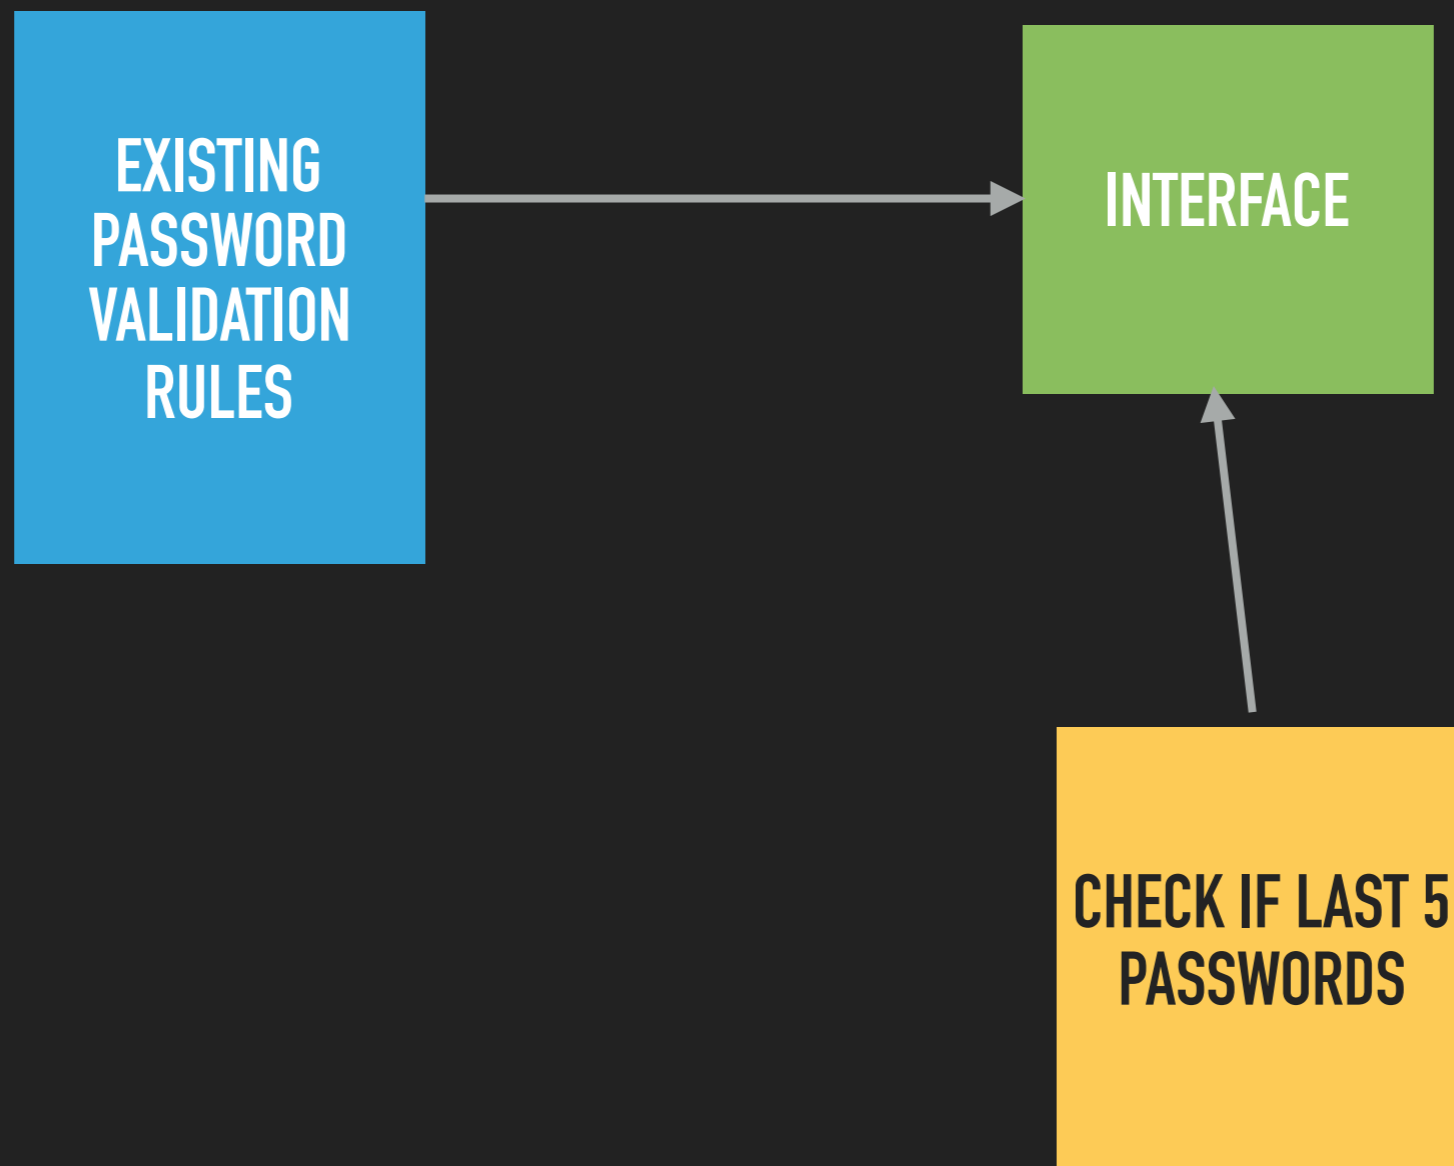 EXISTING
PASSWORD
VALIDATION
RULES
INTERFACE
CHECK IF LAST 5
PASSWORDS